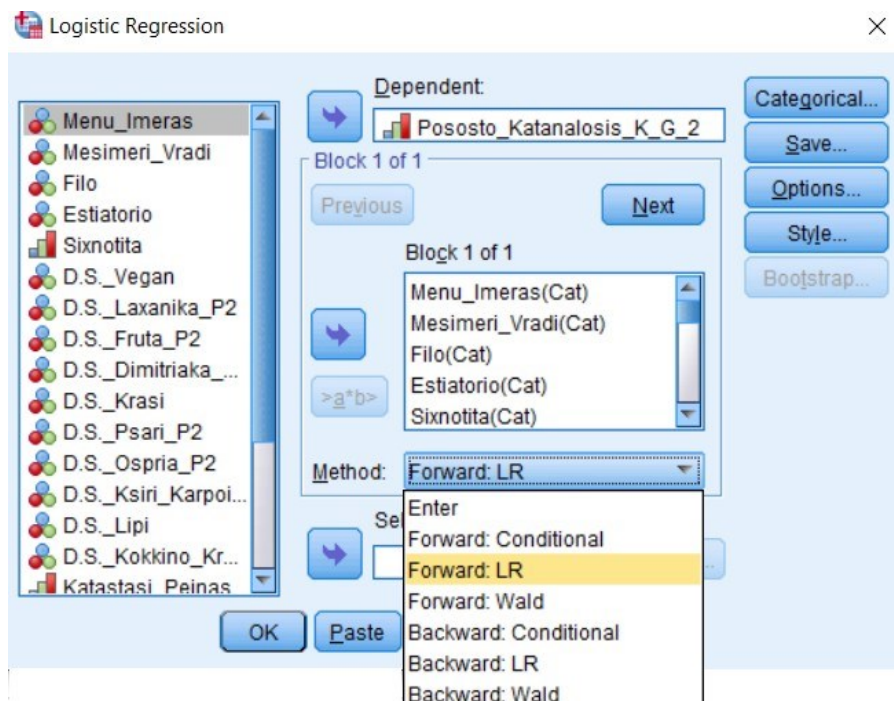 Logistic Regression
Menu_Imeras
Mesimeri_Vradi
Filo
Estiatorio
Sixnotita
D.S._Vegan
D.S._Laxanika_P2
D.S._Fruta_P2
D.S._Dimitriaka_...
D.S._Krasi
D.S._Psari_P2
D.S._Ospria_P2
D.S._Ksiri_Karpoi...
D.S._Lipi
D.S._Kokkino_Kr...
Katastasi_Peinas
Dependent:
Pososto_Katanalosis_K_G_2
Block 1 of 1
Previous
Next
Block 1 of 1
Menu_Imeras(Cat)
Mesimeri_Vradi(Cat)
Filo(Cat)
Estiatorio(Cat)
Sixnotita(Cat)
>a*b>
Method:
Forward: LR
Enter
Forward: Conditional
Forward: LR
Forward: Wald
Backward: Conditional
Backward: LR
Backward: Wald
Se
Categorical...
Save...
Options...
Style...
Bootstrap...
OK
Paste